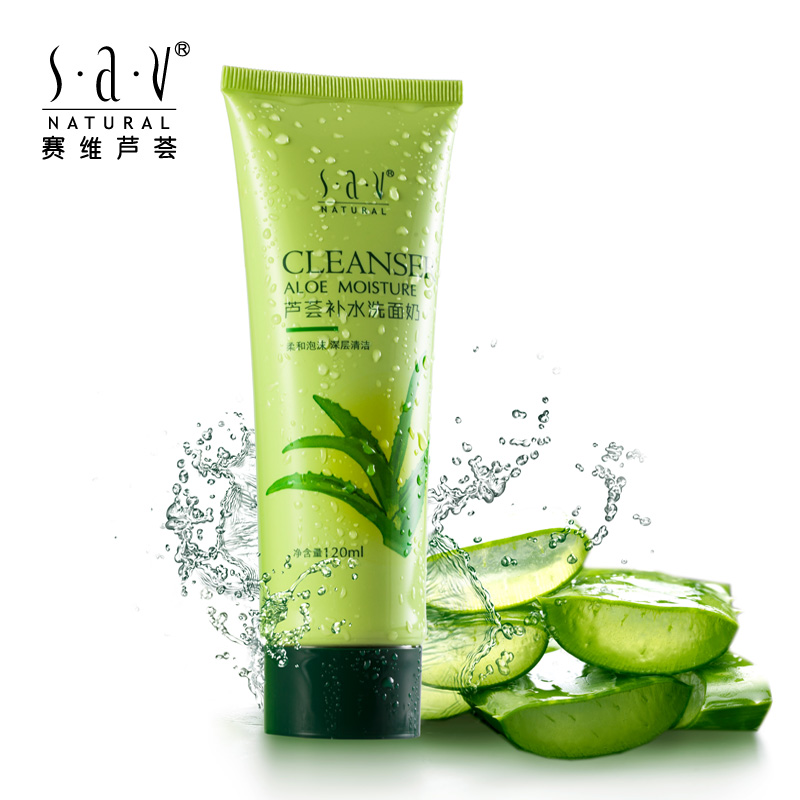 s·a·v®
NATURAL
赛维芦荟
s·a·v®
NATURAL
CLEANSER
ALOE MOISTURE
芦荟补水洗面奶
柔和泡沫 深层清洁
净含量120ml